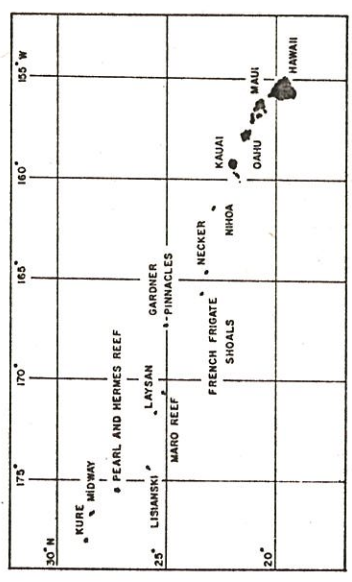 175°
170°
165°
160°
155°W
30°N
25°
20°
KURE
MIDWAY
PEARL AND HERMES REEF
LISIANSKI
LAYSAN
MARO REEF
GARDNER
PINNACLES
FRENCH FRIGATE
SHOALS
NECKER
NIHOA
KAUAI
OAHU
MAUI
HAWAII